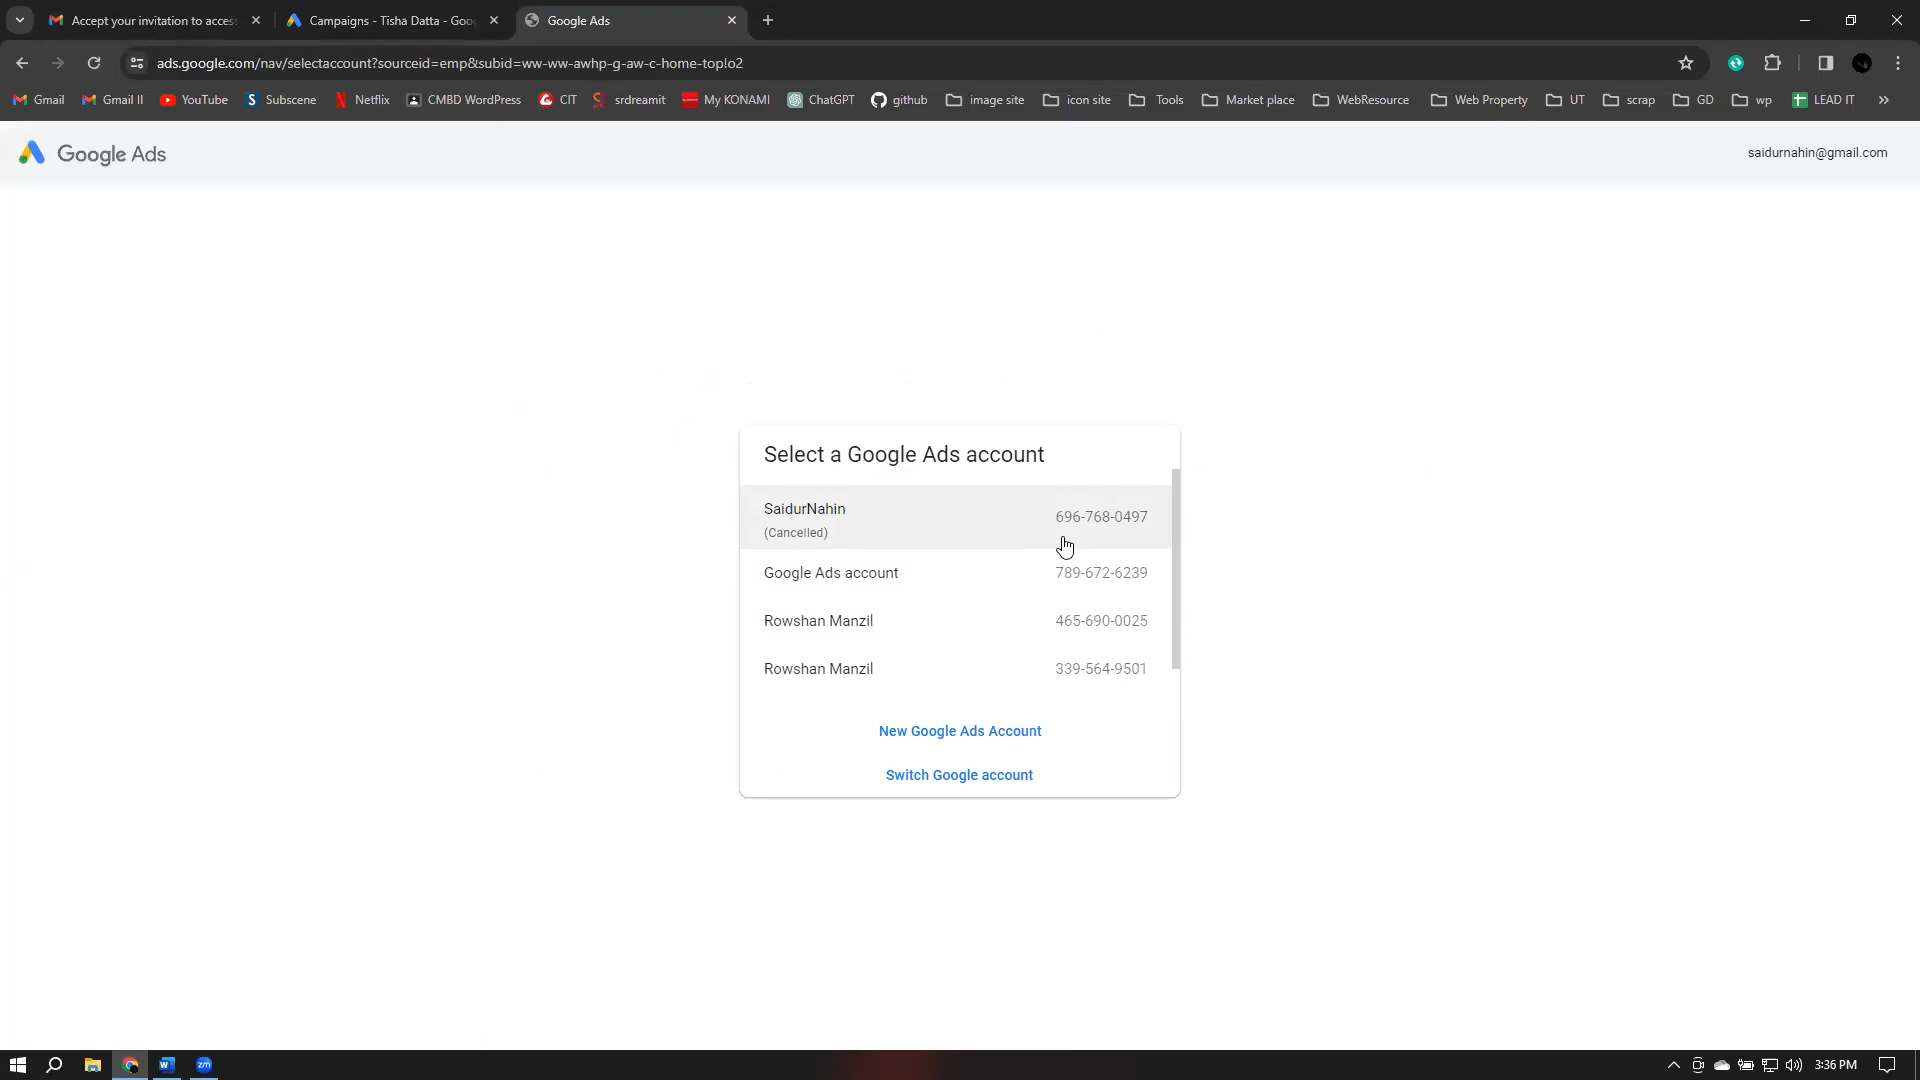 Accept your invitation to acces
Campaigns - Tisha Datta - Goo
Google Ads
ads.google.com/nav/selectaccount?sourceid=emp&subid=ww-ww-awhp-g-aw-c-home-top!o2
Gmail
Gmail II
YouTube
Subscene
Netflix
CMBD WordPress
CIT
srdreamit
My KONAMI
ChatGPT
github
image site
icon site
Tools
Market place
WebResource
Web Property
UT
scrap
GD
wp
LEAD IT
»
Google Ads
saidurnahin@gmail.com
Select a Google Ads account
SaidurNahin 696-768-0497
(Cancelled)
Google Ads account 789-672-6239
Rowshan Manzil 465-690-0025
Rowshan Manzil 339-564-9501
New Google Ads Account
Switch Google account
3:36 PM